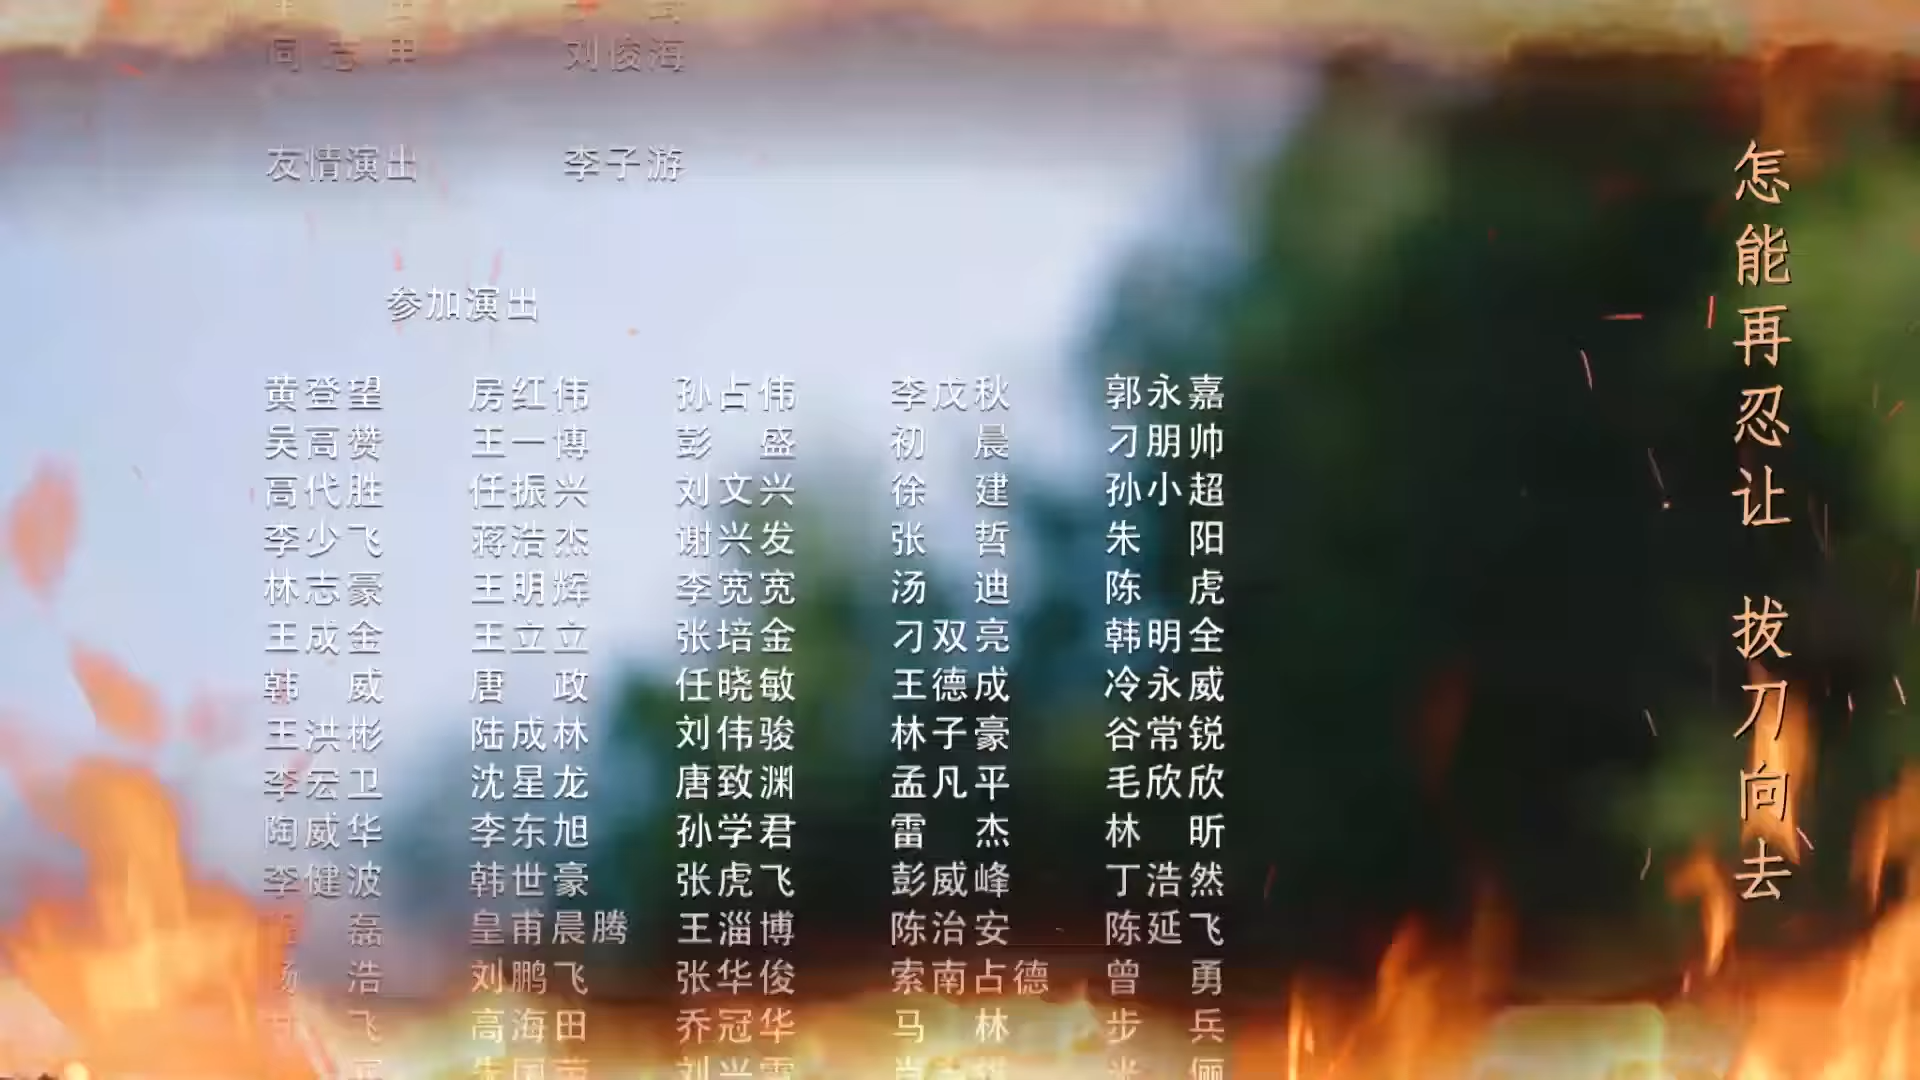 同志甲 刘俊海
友情演出 李子游
参加演出
黄登望 房红伟 孙占伟 李戊秋 郭永嘉
吴高赞 王一博 彭盛 初晨 刁朋帅
高代胜 任振兴 刘文兴 徐建 孙小超
李少飞 蒋浩杰 谢兴发 张哲 朱阳
林志豪 王明辉 李宽宽 汤迪 陈虎
王成金 王立立 张培金 刁双亮 韩明全
韩威 唐政 任晓敏 王德成 冷永威
王洪彬 陆成林 刘伟骏 林子豪 谷常锐
李宏卫 沈星龙 唐致渊 孟凡平 毛欣欣
陶威华 李东旭 孙学君 雷杰 林昕
李健波 韩世豪 张虎飞 彭威峰 丁浩然
磊 皇甫晨腾 王淄博 陈治安 陈延飞
杨浩 刘鹏飞 张华俊 索南占德 曾勇
飞 高海田 乔冠华 马林 步兵
怎能再忍让 拔刀向去